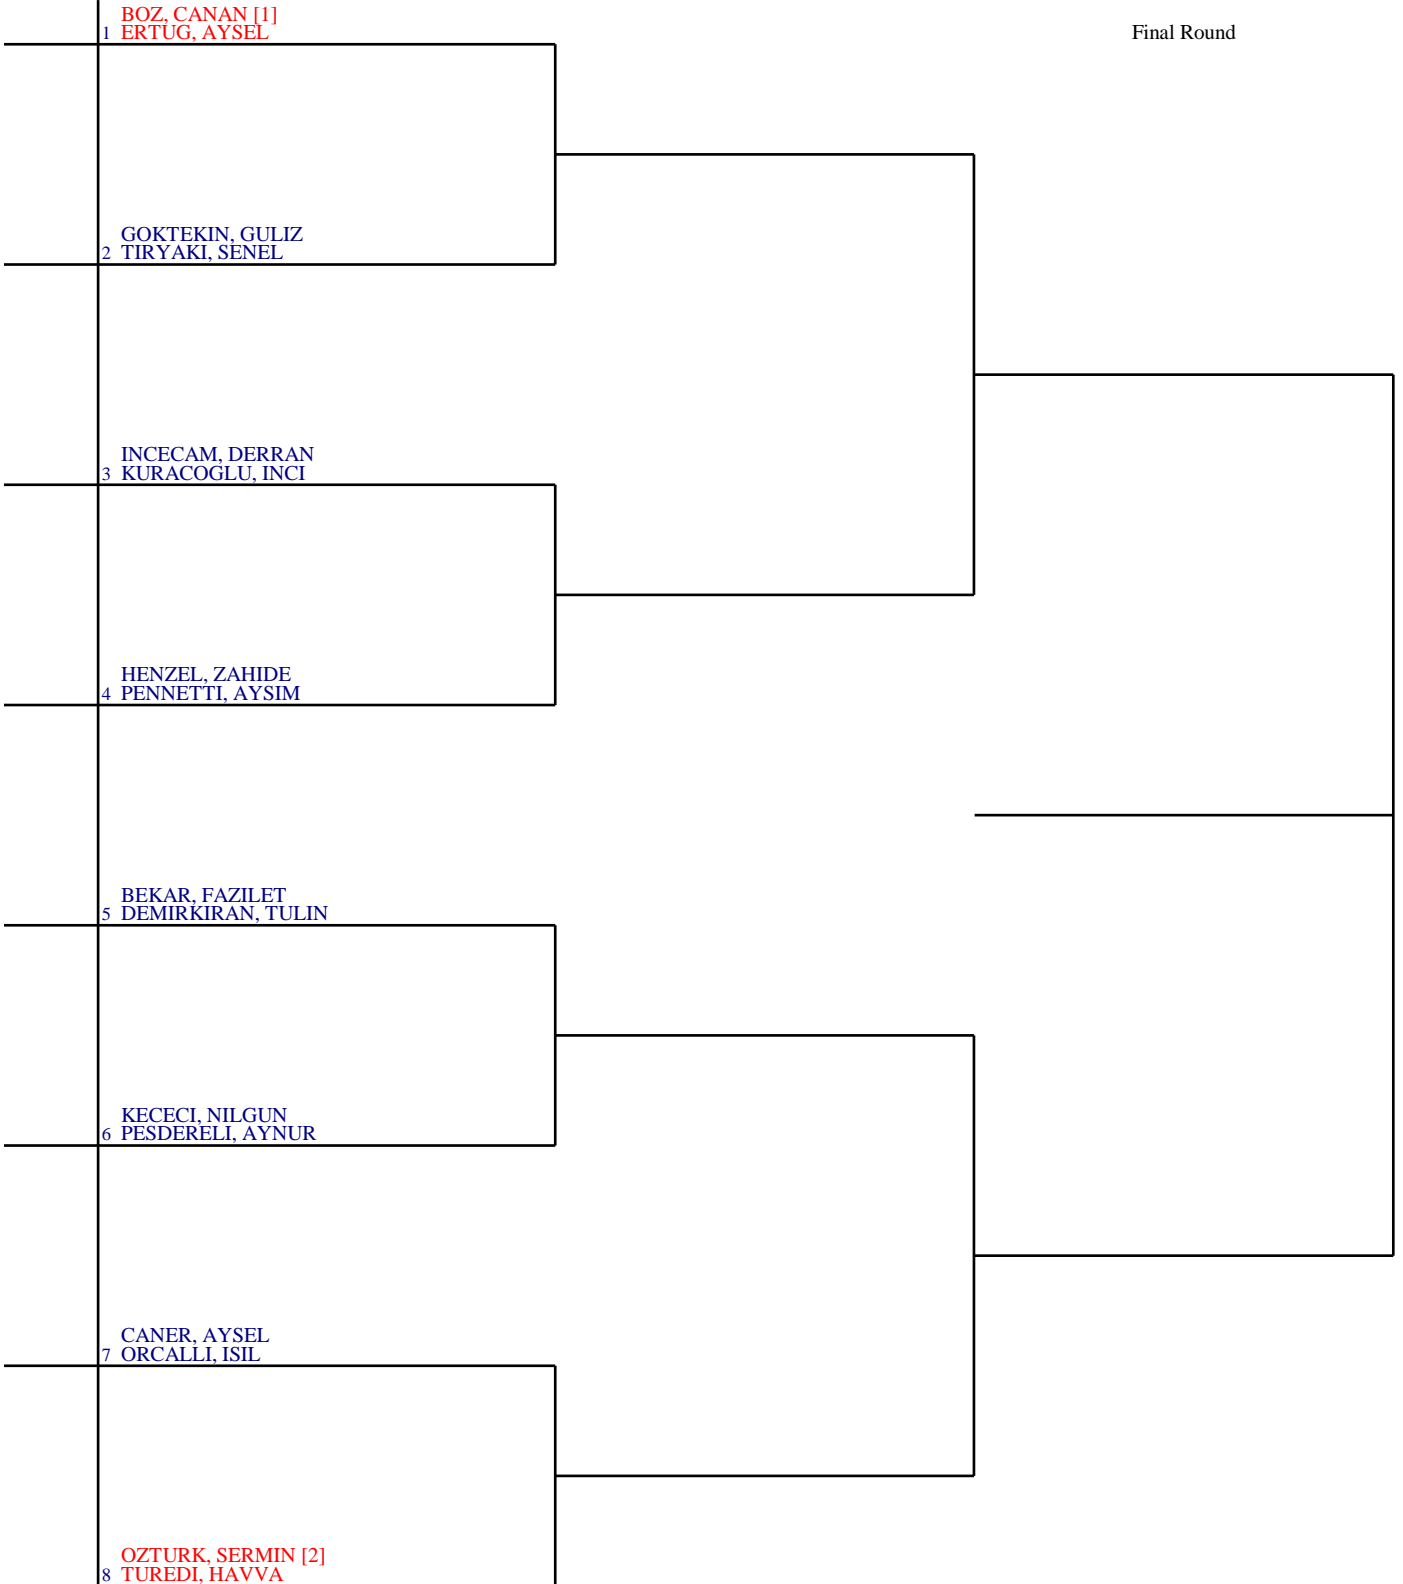 BOZ, CANAN [1]
1 ERTUG, AYSEL
Final Round
GOKTEKIN, GULIZ
2 TIRYAKI, SENEL
INCECAM, DERRAN
3 KURACOGLU, INCI
HENZEL, ZAHIDE
4 PENNETTI, AYSIM
BEKAR, FAZILET
5 DEMIRKIRAN, TULIN
KECECI, NILGUN
6 PESDERELI, AYNUR
CANER, AYSEL
7 ORCALLI, ISIL
OZTURK, SERMIN [2]
8 TUREDI, HAVVA